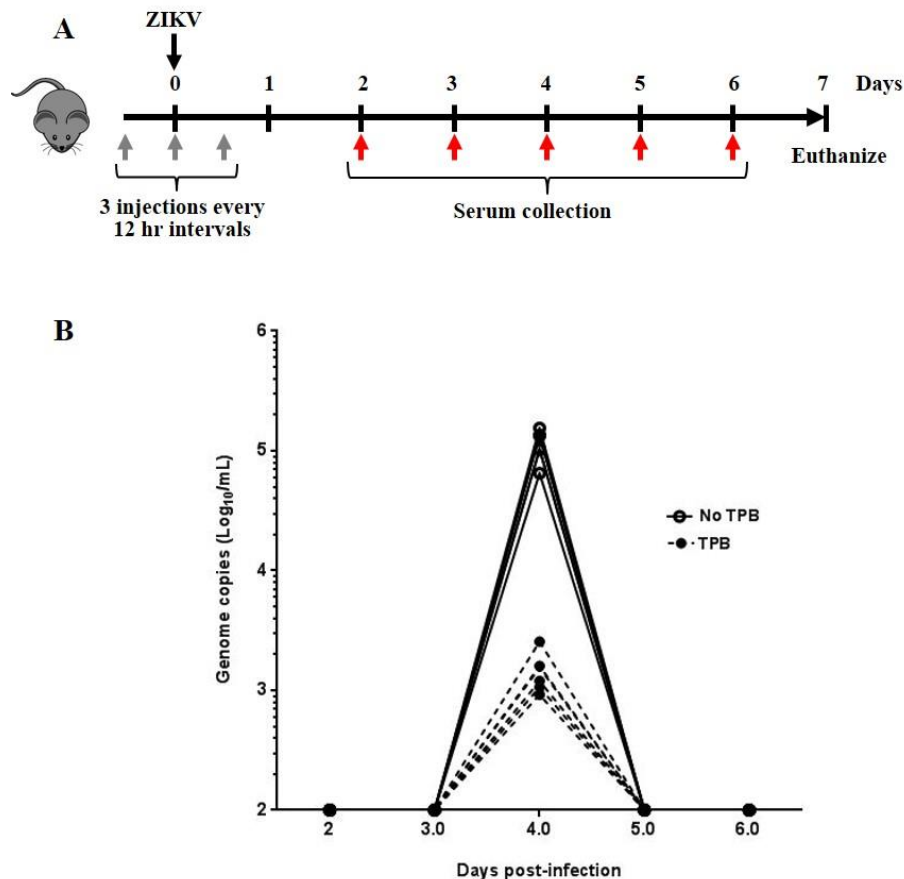 A
ZIKV
0 1 2 3 4 5 6 7 Days
Euthanize
3 injections every
12 hr intervals
Serum collection
B
6
5
4
3
2
Genome copies (Log10/mL)
No TPB
TPB
2 3.0 4.0 5.0 6.0
Days post-infection